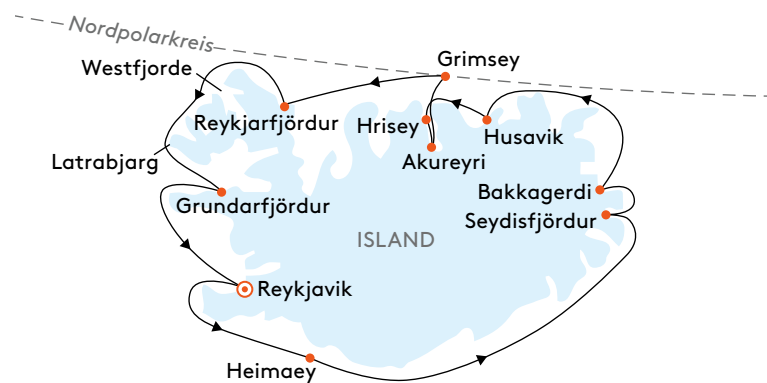 Nordpolarkreis
Grimsey
Westfjorde
Reykjarfjördur
Hrisey
Husavik
Latrabjarg
Akureyri
Bakkagerdi
Grundarfjördur
Seydisfjördur
ISLAND
Reykjavik
Heimaey